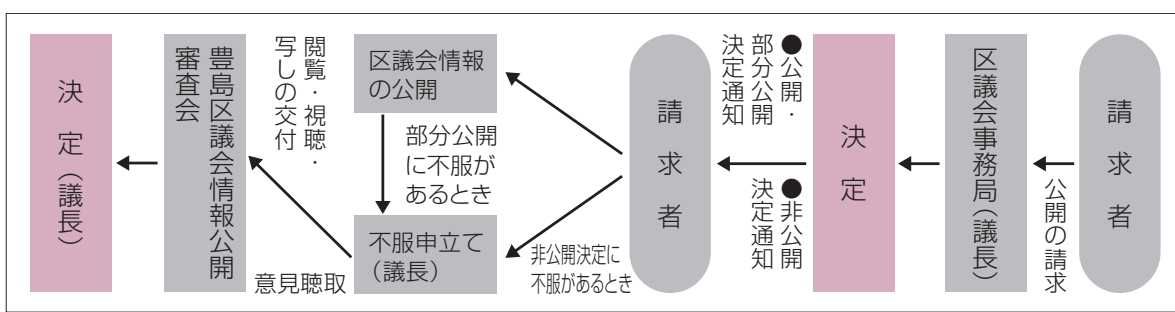 請求者
公開の請求
区議会事務局（議長）
決定
●公開・
部分公開
決定通知
●非公開
決定通知
請求者
区議会情報
の公開
閲覧・視聴・
写しの交付
部分公開
に不服が
あるとき
非公開決定に
不服があるとき
不服申立て
（議長）
意見聴取
豊島区議会情報公開
審査会
決定（議長）